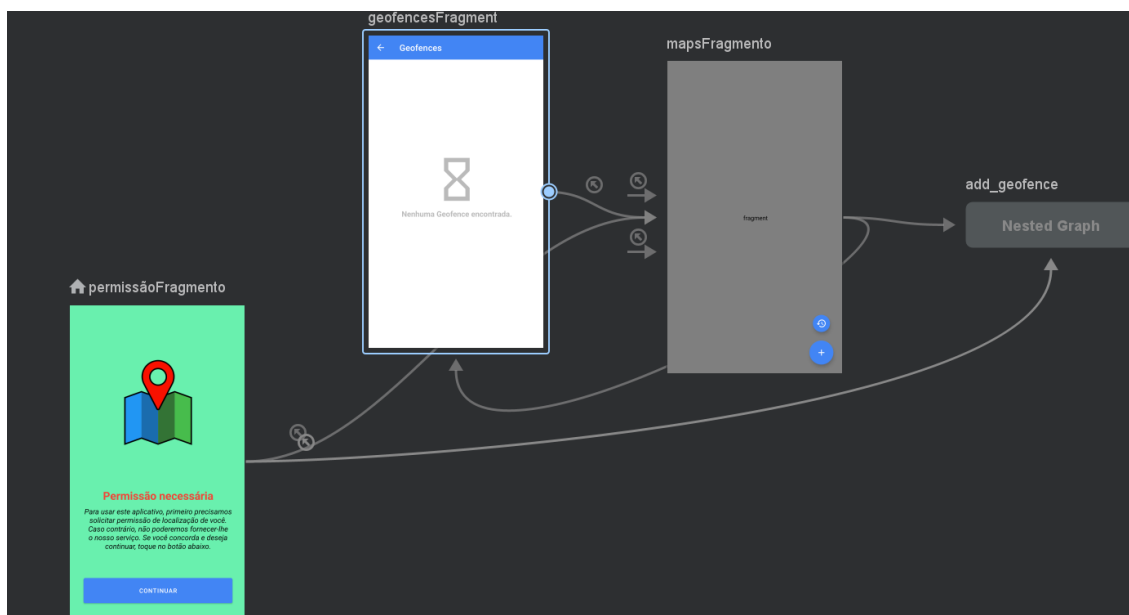 geofencesFragment
Geofences
Nenhuma Geofence encontrada.
mapsFragmento
fragment
add_geofence
Nested Graph
permissãoFragmento
Permissão necessária
Para usar este aplicativo, primeiro precisamos
solicitar permissão de localização de você.
Caso contrário, não poderemos fornecer-lhe
o nosso serviço. Se você concorda e deseja
continuar, toque no botão abaixo.
CONTINUAR